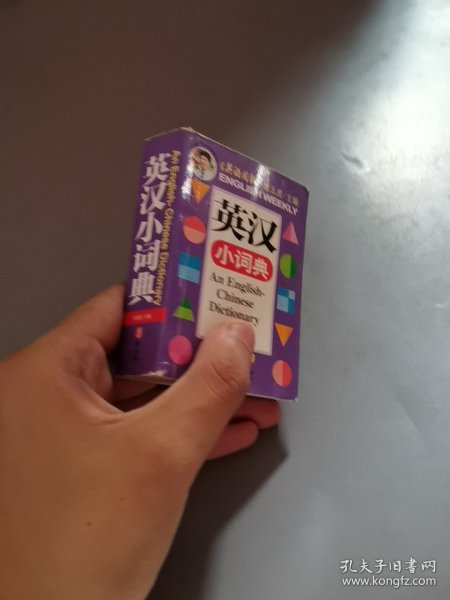 英汉小词典
An English-Chinese Dictionary
ENGLISH WEEKLY
英汉
小词典
An English-
Chinese
Dictionary
孔夫子旧书网
www.kongfz.com